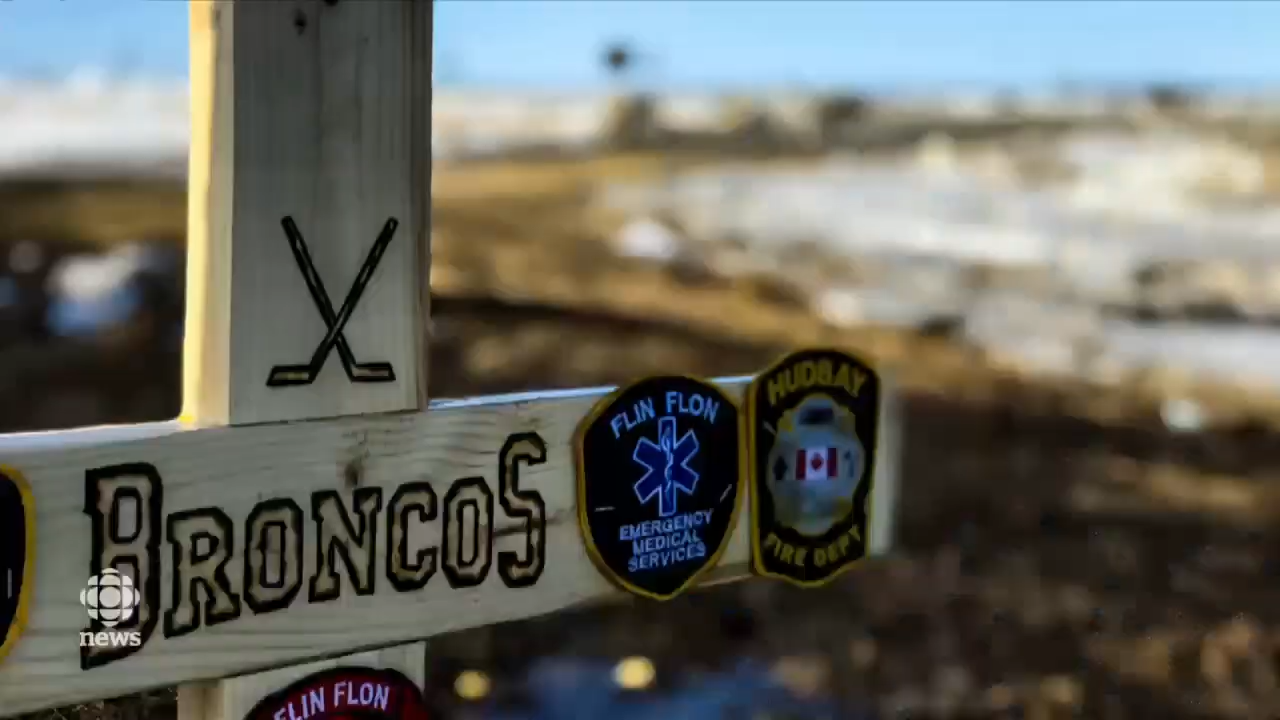 BRONCOS
FLIN FLON
EMERGENCY
MEDICAL
SERVICES
HUDBAY
FIRE DEPT
FLIN FLON
news